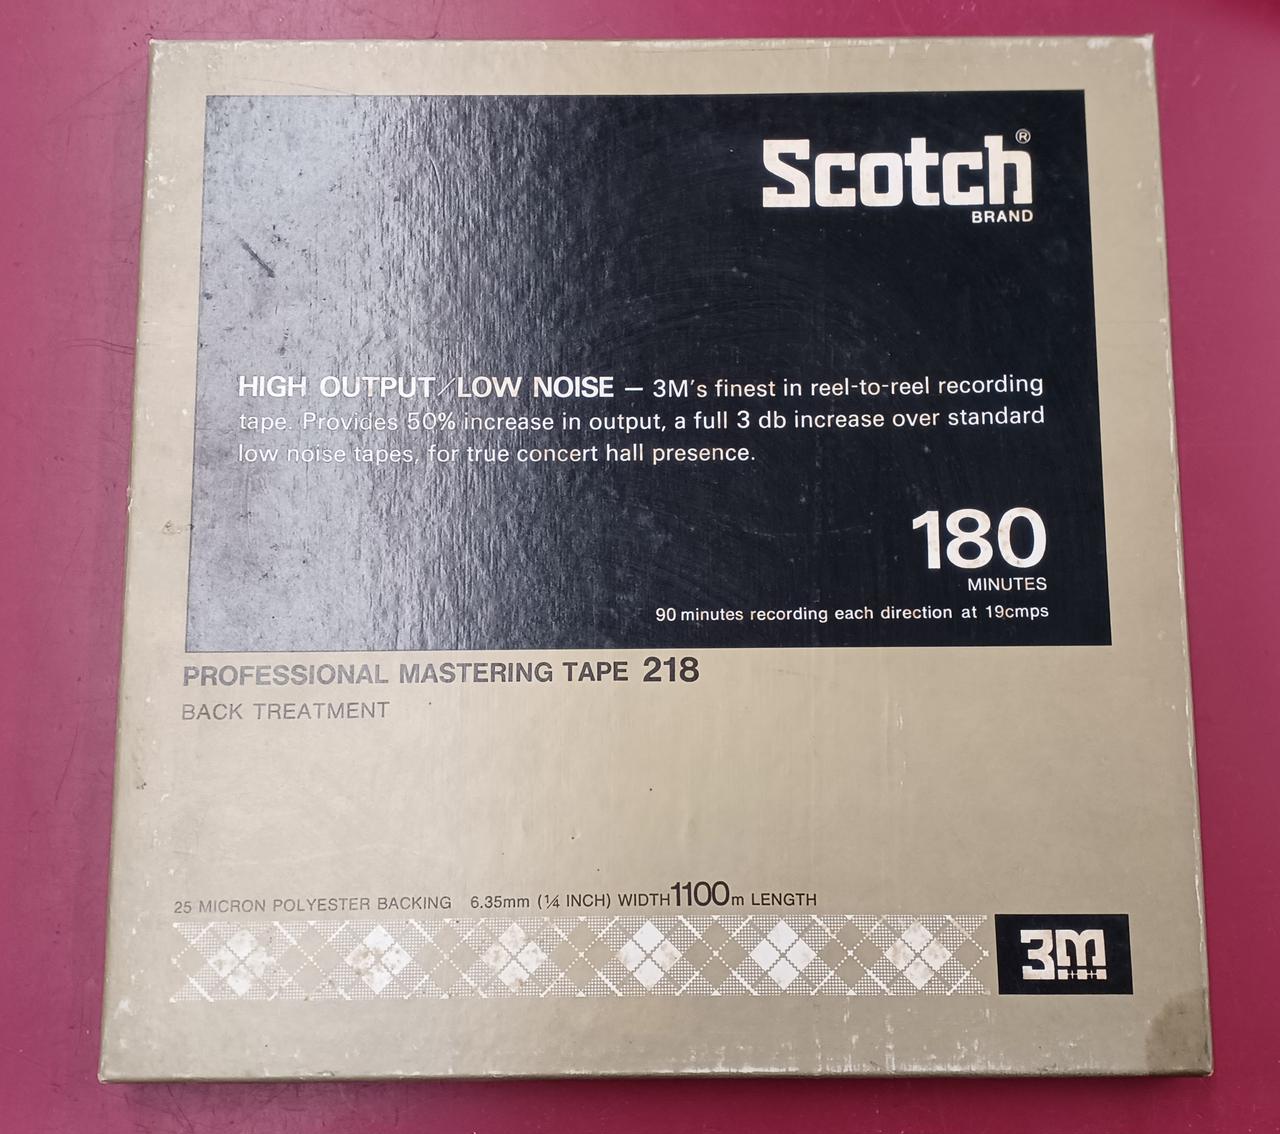 Scotch®
BRAND
HIGH OUTPUT/LOW NOISE — 3M's finest in reel-to-reel recording
tape. Provides 50% increase in output, a full 3 db increase over standard
low noise tapes, for true concert hall presence.
180
MINUTES
90 minutes recording each direction at 19cmps
PROFESSIONAL MASTERING TAPE 218
BACK TREATMENT
25 MICRON POLYESTER BACKING 6.35mm (¼ INCH) WIDTH 1100m LENGTH
3M